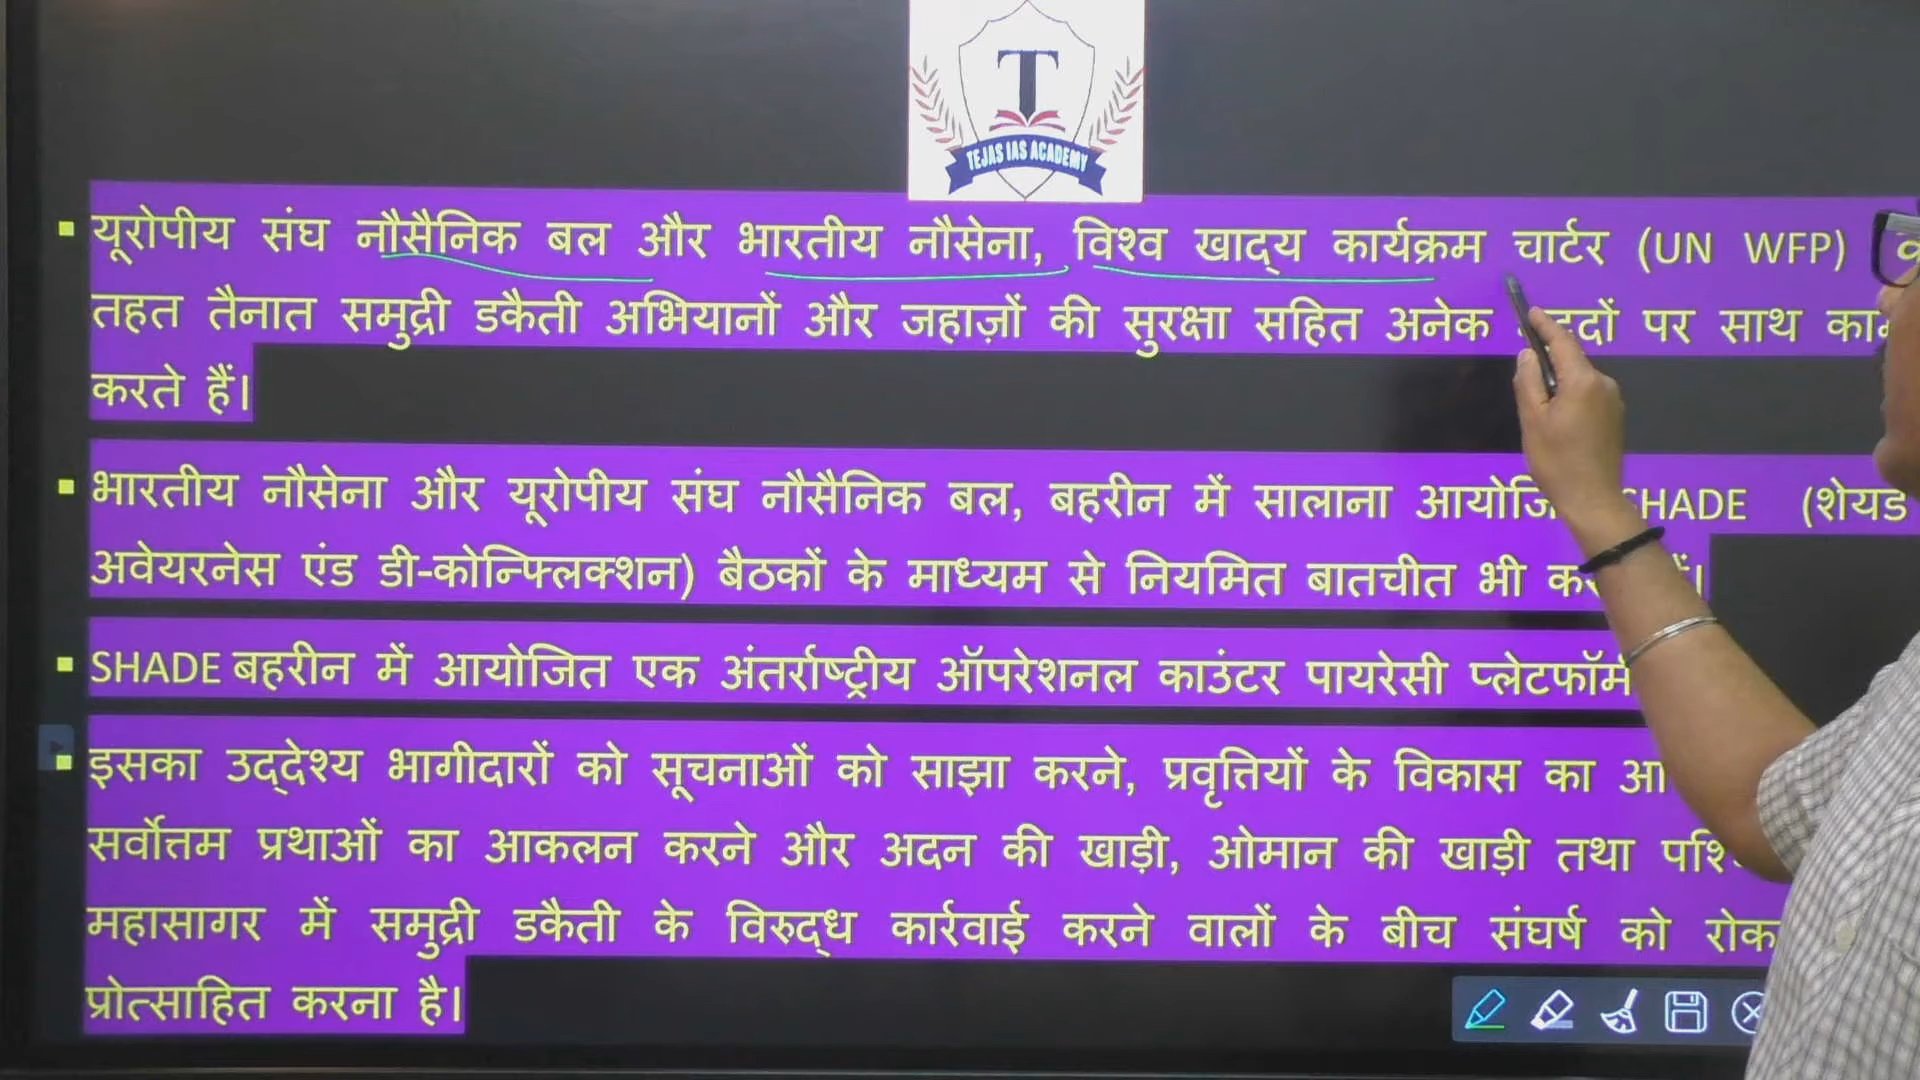 T
TEJAS IAS ACADEMY
यूरोपीय संघ नौसैनिक बल और भारतीय नौसेना, विश्व खाद्य कार्यक्रम चार्टर (UN WFP)
तहत तैनात समुद्री डकैती अभियानों और जहाज़ों की सुरक्षा सहित अनेक पर साथ
करते हैं।
भारतीय नौसेना और यूरोपीय संघ नौसैनिक बल, बहरीन में सालाना SHADE (शेयड
अवेयरनेस एंड डी-कोन्फ्लिक्शन) बैठकों के माध्यम से नियमित बातचीत भी
SHADE बहरीन में आयोजित एक अंतर्राष्ट्रीय ऑपरेशनल काउंटर पायरेसी प्लेटफॉर्म
इसका उद्देश्य भागीदारों को सूचनाओं को साझा करने, प्रवृत्तियों के विकास का
सर्वोत्तम प्रथाओं का आकलन करने और अदन की खाड़ी, ओमान की खाड़ी तथा
महासागर में समुद्री डकैती के विरुद्ध कार्रवाई करने वालों के बीच संघर्ष को
प्रोत्साहित करना है।